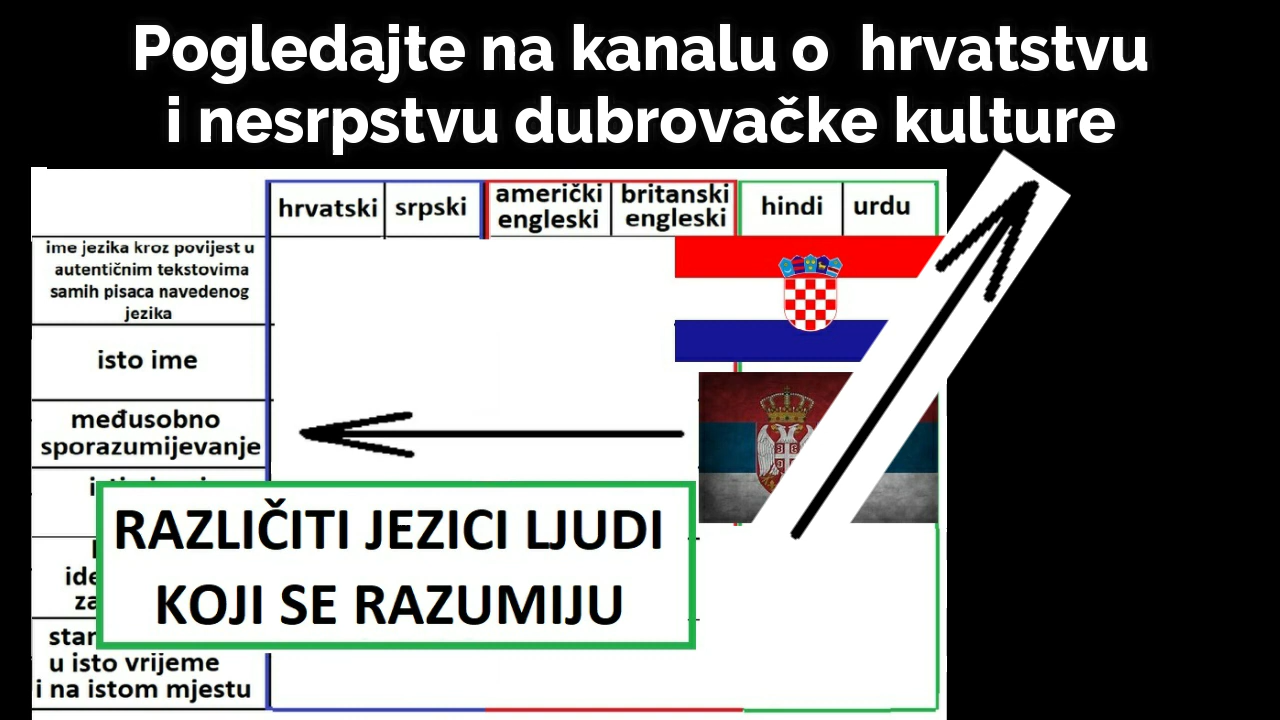 Pogledajte na kanalu o hrvatstvu
i nesrpstvu dubrovačke kulture
hrvatski
srpski
američki
engleski
britanski
engleski
hindi
urdu
ime jezika kroz povijest u
autentičnim tekstovima
samih pisaca navedenog
jezika
isto ime
međusobno
sporazumijevanje
RAZLIČITI JEZICI LJUDI
KOJI SE RAZUMIJU
u isto vrijeme
i na istom mjestu